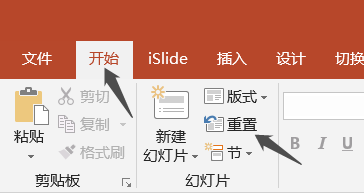 文件 开始 iSlide 插入 设计 切换
剪切
复制
格式刷
粘贴
剪贴板
新建
幻灯片
版式
重置
节
幻灯片
B I U